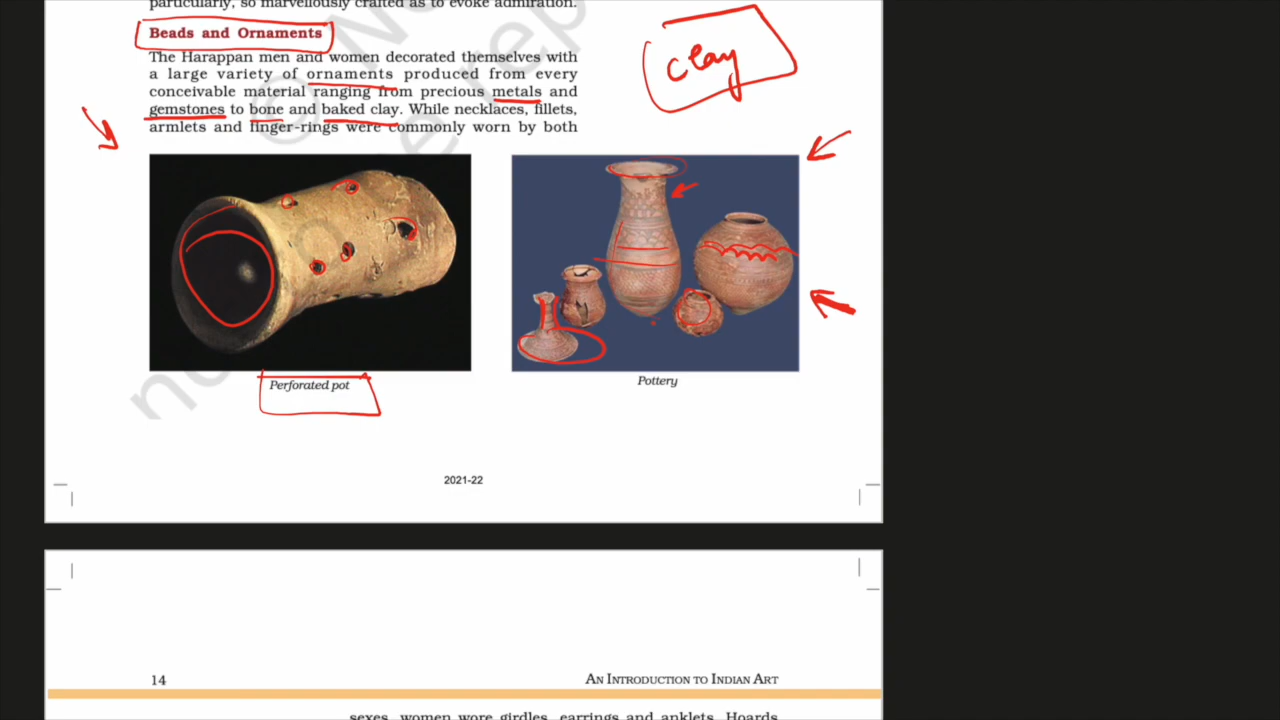 particularly, so marvellously crafted as to evoke admiration.
Beads and Ornaments
clay
The Harappan men and women decorated themselves with
a large variety of ornaments produced from every
conceivable material ranging from precious metals and
gemstones to bone and baked clay. While necklaces, fillets,
armlets and finger-rings were commonly worn by both
Perforated pot
Pottery
2021-22
14
AN INTRODUCTION TO INDIAN ART
sexes, women wore girdles, earrings and anklets. Hoards